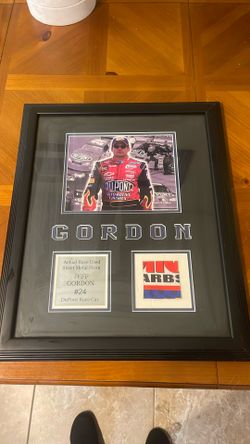 DUPONT
GORDON
Actual Race Used
Sheet Metal From
Jeff
GORDON
#24
DuPont Race Car
ARBS